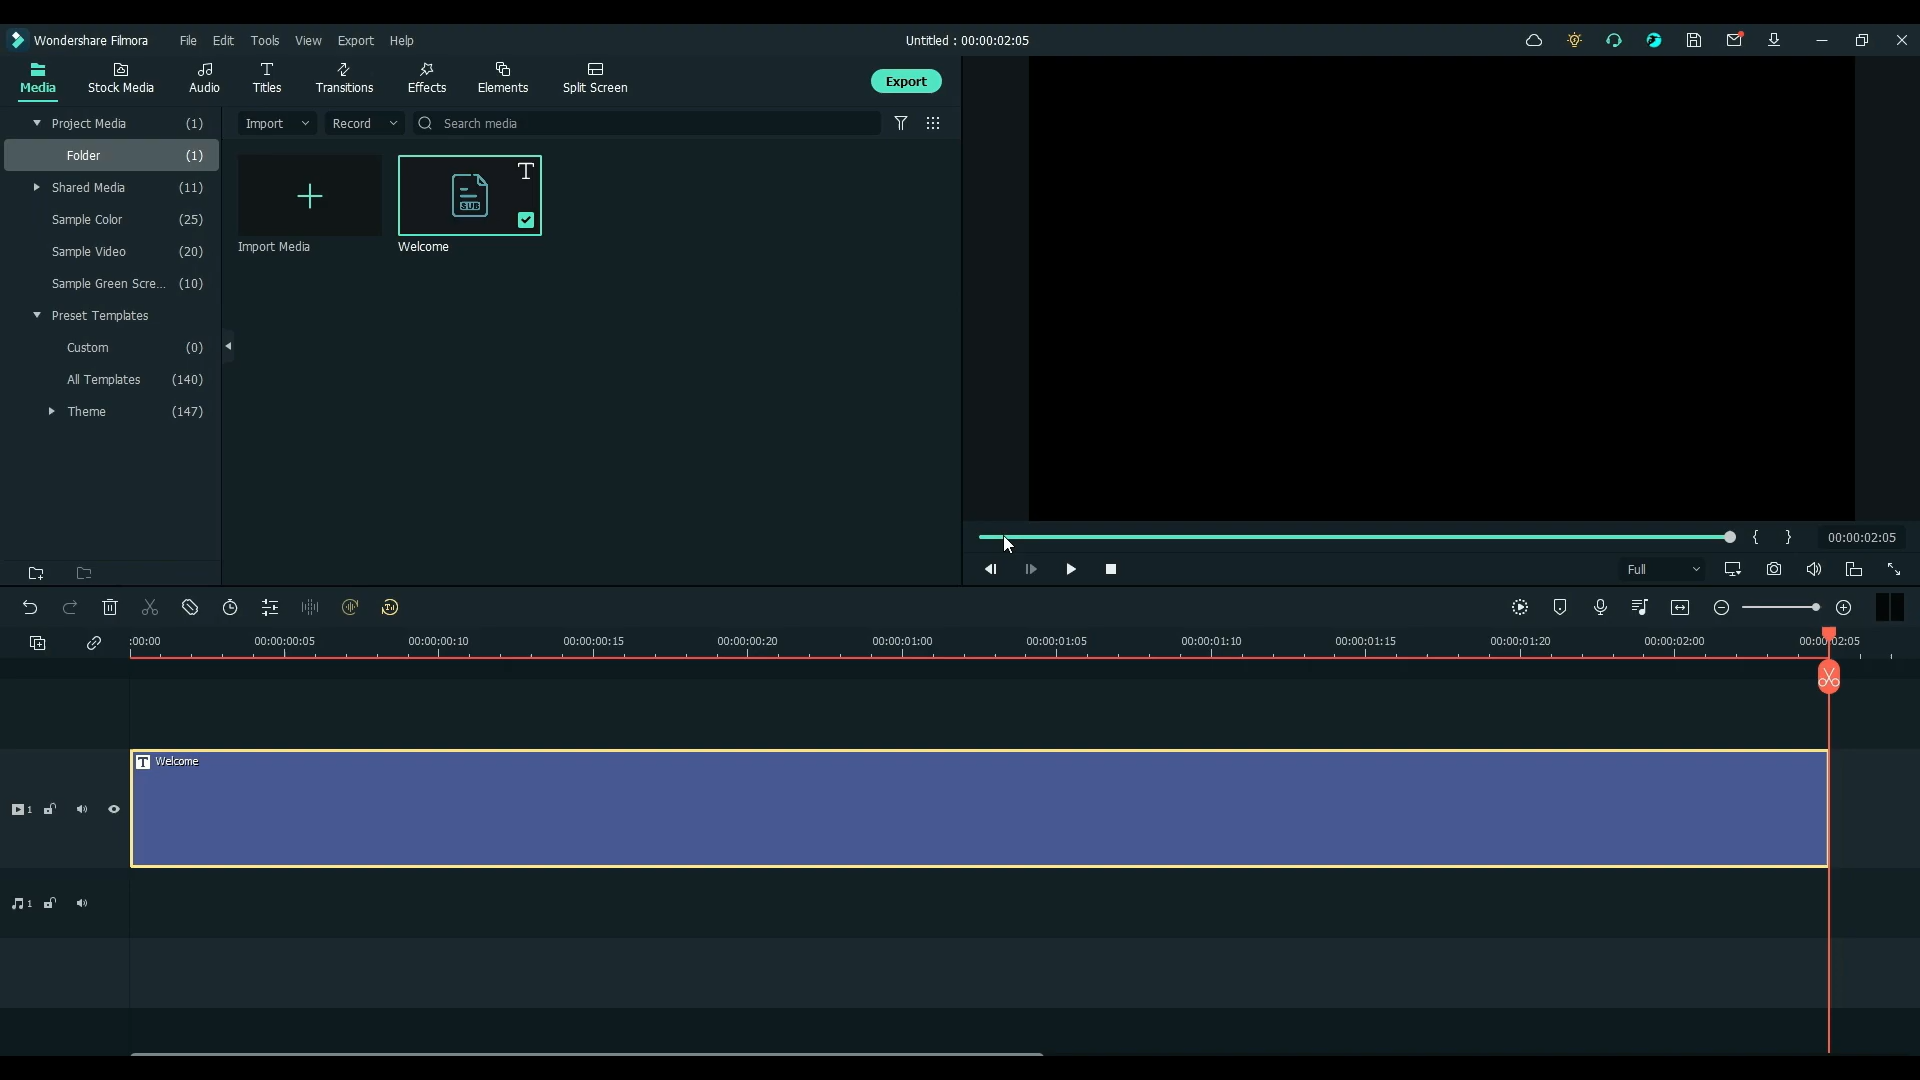 Wondershare Filmora File Edit Tools View Export Help Untitled : 00:00:02:05
Media Stock Media Audio Titles Transitions Effects Elements Split Screen Export
Project Media (1) Import Record Search media
Folder (1)
Shared Media (11)
Sample Color (25)
Import Media Welcome
Sample Video (20)
Sample Green Scre... (10)
Preset Templates
Custom (0)
All Templates (140)
Theme (147)
00:00:02:05
Full
:00:00 00:00:00:05 00:00:00:10 00:00:00:15 00:00:00:20 00:00:01:00 00:00:01:05 00:00:01:10 00:00:01:15 00:00:01:20 00:00:02:00 00:00:02:05
T Welcome
1
1